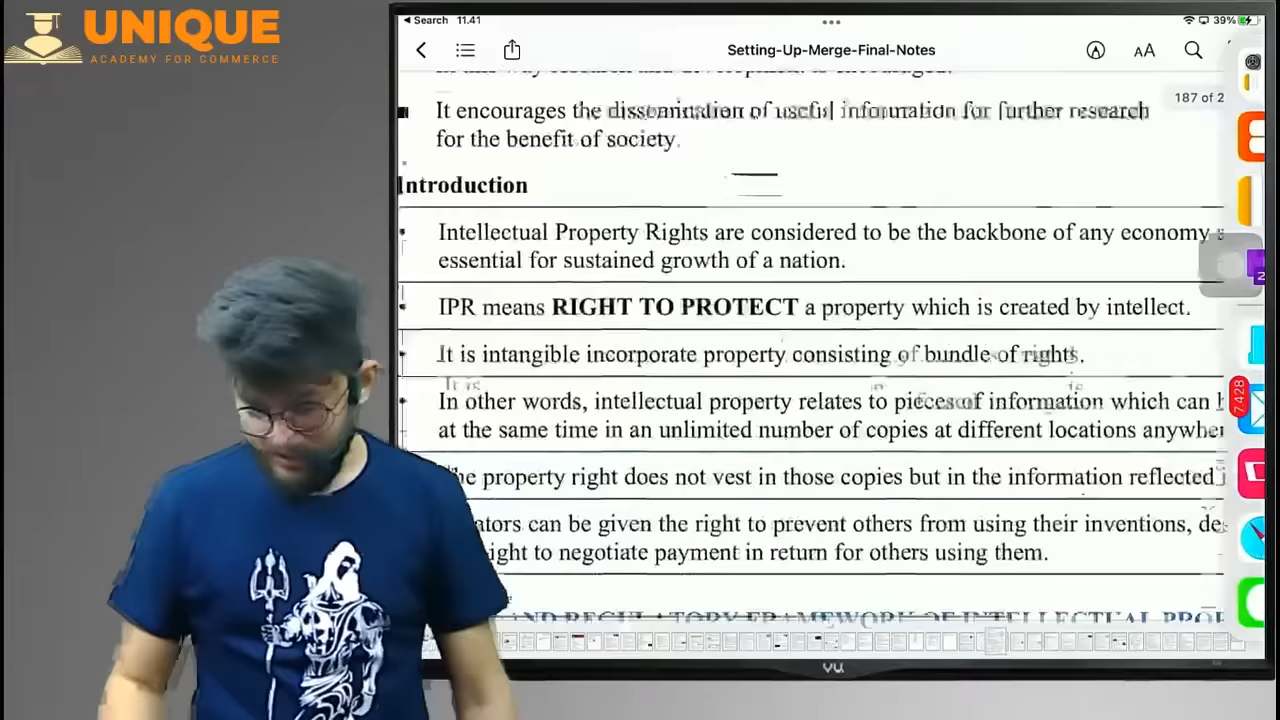 UNIQUE
ACADEMY FOR COMMERCE
Search 11.41
39%
Setting-Up-Merge-Final-Notes
AA
187 of 2
It encourages the dissemination of useful information for further research
for the benefit of society.
Introduction
Intellectual Property Rights are considered to be the backbone of any economy
essential for sustained growth of a nation.
IPR means RIGHT TO PROTECT a property which is created by intellect.
It is intangible incorporate property consisting of bundle of rights.
In other words, intellectual property relates to pieces of information which can
at the same time in an unlimited number of copies at different locations
property right does not vest in those copies but in the information reflected
can be given the right to prevent others from using their inventions,
to negotiate payment in return for others using them.
7.428
VU